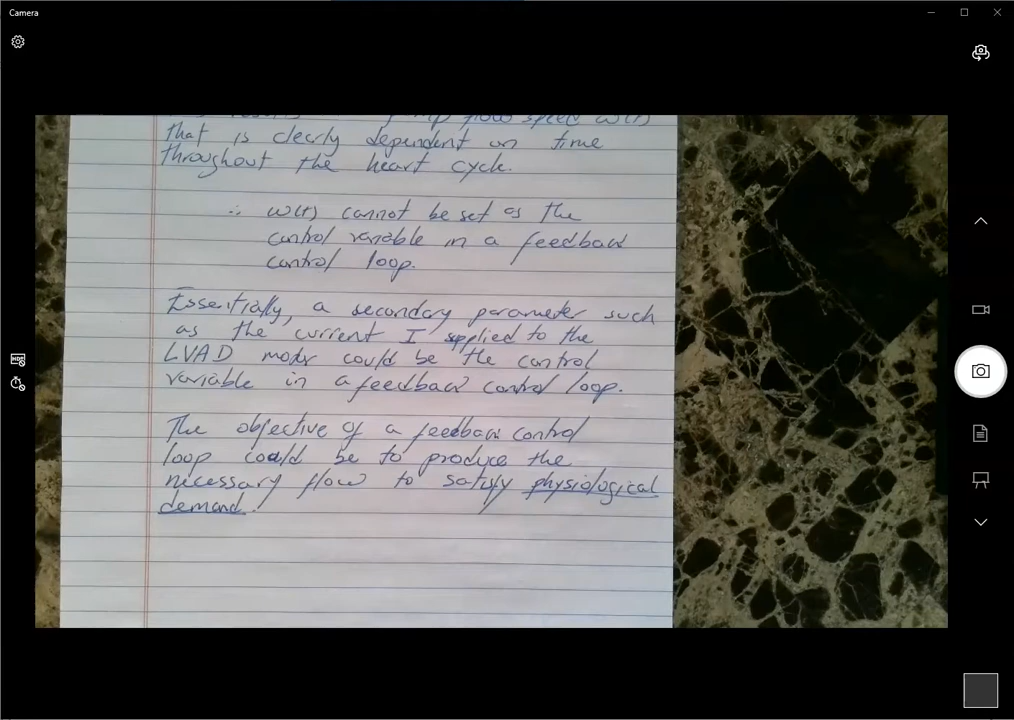 Camera
flow speed w(t)
that is clearly dependent on time
throughout the heart cycle.
∴ w(t) cannot be set as the
control variable in a feedback
control loop.
Essentially, a secondary parameter such
as the current I applied to the
LVAD motor could be the control
variable in a feedback control loop.
The objective of a feedback control
loop could be to produce the
necessary flow to satisfy physiological
demand.